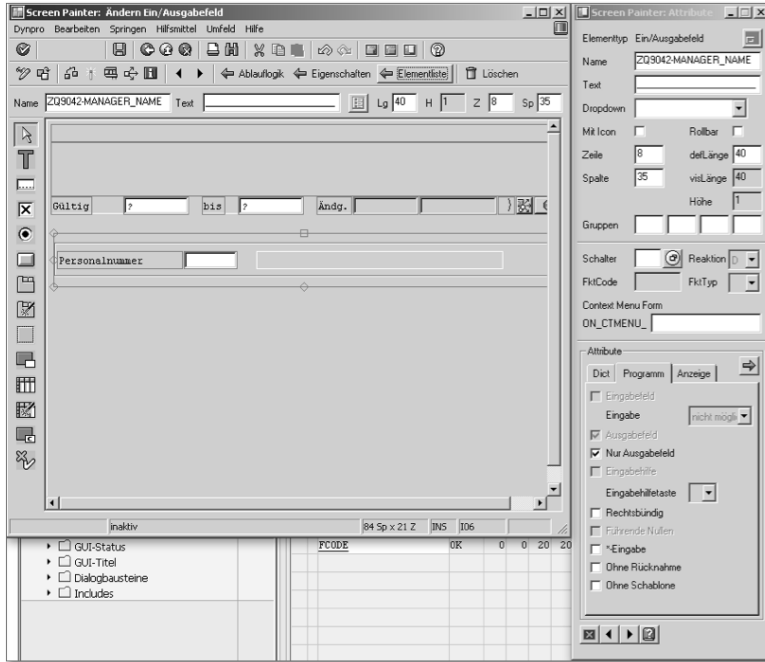 Screen Painter: Ändern Ein/Ausgabefeld
Dynpro Bearbeiten Springen Hilfsmittel Umfeld Hilfe
Ablauflogik Eigenschaften Elementliste Löschen
Name ZQ9042-MANAGER_NAME Text Lg 40 H 1 Z 8 Sp 35
Gültig ? bis ? Ändg.
Personalnummer
inaktiv 84 Sp x 21 Z INS I06
GUI-Status
GUI-Titel
Dialogbausteine
Includes
FCODE OK 0 0 20 20
Screen Painter: Attribute
Elementtyp Ein/Ausgabefeld
Name ZQ9042-MANAGER_NAME
Text
Dropdown
Mit Icon Rollbar
Zeile 8 defLänge 40
Spalte 35 visLänge 40
Höhe 1
Gruppen
Schalter Reaktion D
FktCode FktTyp
Context Menu Form
ON_CTMENU_
Attribute
Dict Programm Anzeige
Eingabefeld
Eingabe nicht mögli
Ausgabefeld
Nur Ausgabefeld
Eingabehilfe
Eingabehilfetaste
Rechtsbündig
Führende Nullen
*-Eingabe
Ohne Rücknahme
Ohne Schablone